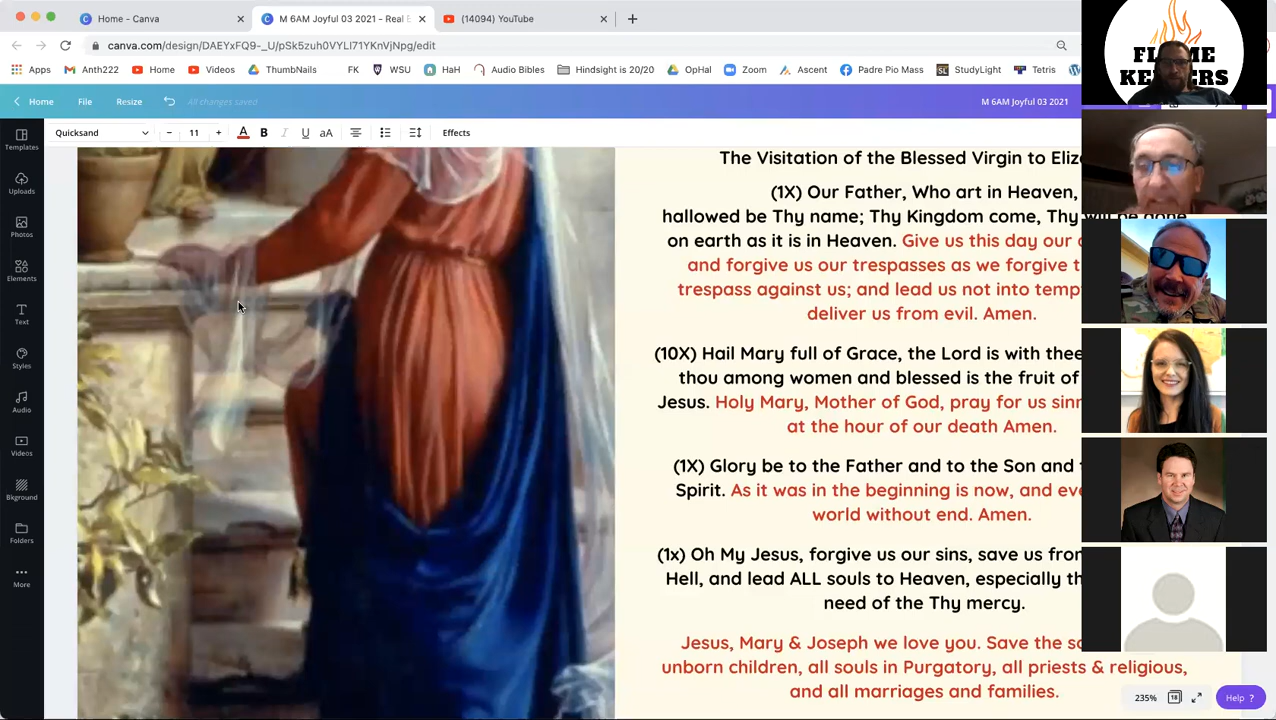 Home - Canva
M 6AM Joyful 03 2021 - Real E
(14094) YouTube
canva.com/design/DAEYxFQ9-_U/pSk5zuh0VYLI71YKnVjNpg/edit
Apps
Anth222
Home
Videos
ThumbNails
FK
WSU
HaH
Audio Bibles
Hindsight is 20/20
OpHal
Zoom
Ascent
Padre Pio Mass
StudyLight
Tetris
FLAME
KEEPERS
Home
File
Resize
All changes saved
M 6AM Joyful 03 2021
Quicksand
11
A
B
I
U
aA
Effects
Templates
Uploads
Photos
Elements
Text
Styles
Audio
Videos
Bkground
Folders
More
The Visitation of the Blessed Virgin to Eliz
(1X) Our Father, Who art in Heaven,
hallowed be Thy name; Thy Kingdom come, Thy will be done
on earth as it is in Heaven. Give us this day our
and forgive us our trespasses as we forgive t
trespass against us; and lead us not into temp
deliver us from evil. Amen.
(10X) Hail Mary full of Grace, the Lord is with thee
thou among women and blessed is the fruit of
Jesus. Holy Mary, Mother of God, pray for us sin
at the hour of our death Amen.
(1X) Glory be to the Father and to the Son and
Spirit. As it was in the beginning is now, and eve
world without end. Amen.
(1x) Oh My Jesus, forgive us our sins, save us from
Hell, and lead ALL souls to Heaven, especially th
need of the Thy mercy.
Jesus, Mary & Joseph we love you. Save the so
unborn children, all souls in Purgatory, all priests & religious,
and all marriages and families.
235%
18
Help ?